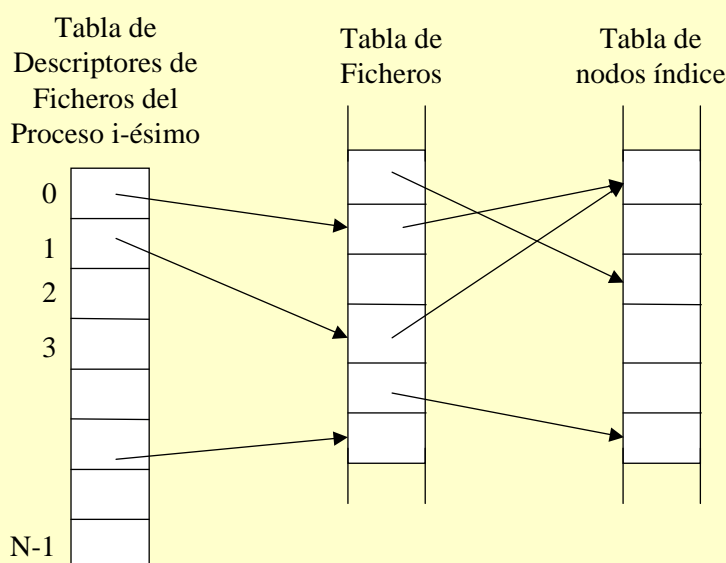 Tabla de
Descriptores de
Ficheros del
Proceso i-ésimo
Tabla de
Ficheros
Tabla de
nodos índice
0
1
2
3
N-1